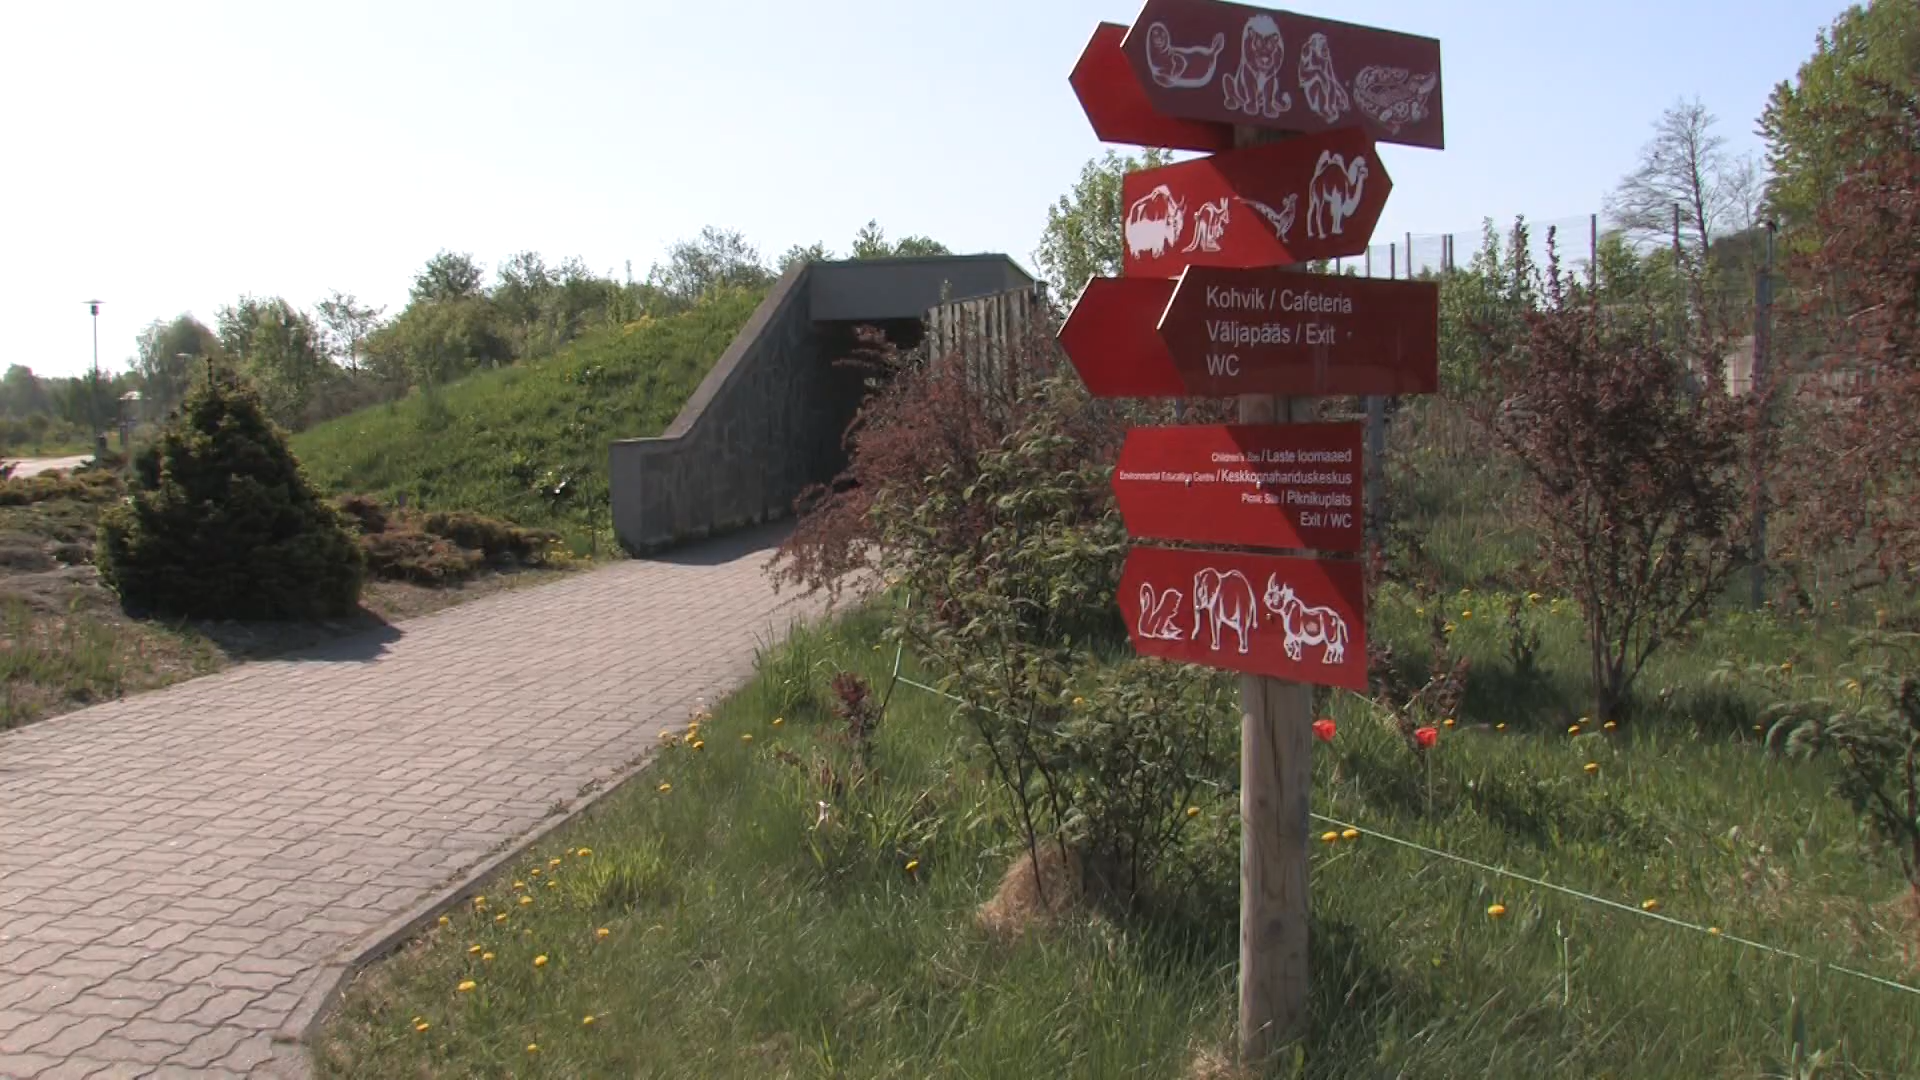 Kohvik / Cafeteria
Väljapääs / Exit
WC
Children's Zoo / Laste loomaaed
Environmental Education Centre / Keskkonnahariduskeskus
Picnic Site / Piknikuplats
Exit / WC